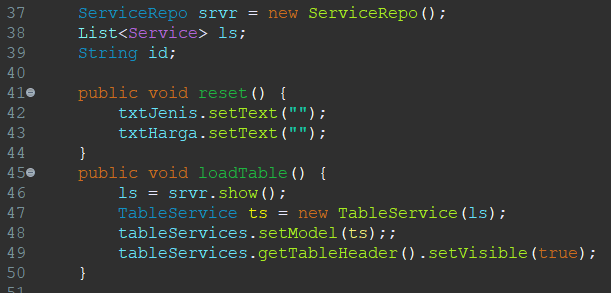 37 ServiceRepo srvr = new ServiceRepo();
38 List<Service> ls;
39 String id;
40
41 public void reset() {
42 txtJenis.setText("");
43 txtHarga.setText("");
44 }
45 public void loadTable() {
46 ls = srvr.show();
47 TableService ts = new TableService(ls);
48 tableServices.setModel(ts);;
49 tableServices.getTableHeader().setVisible(true);
50 }
51